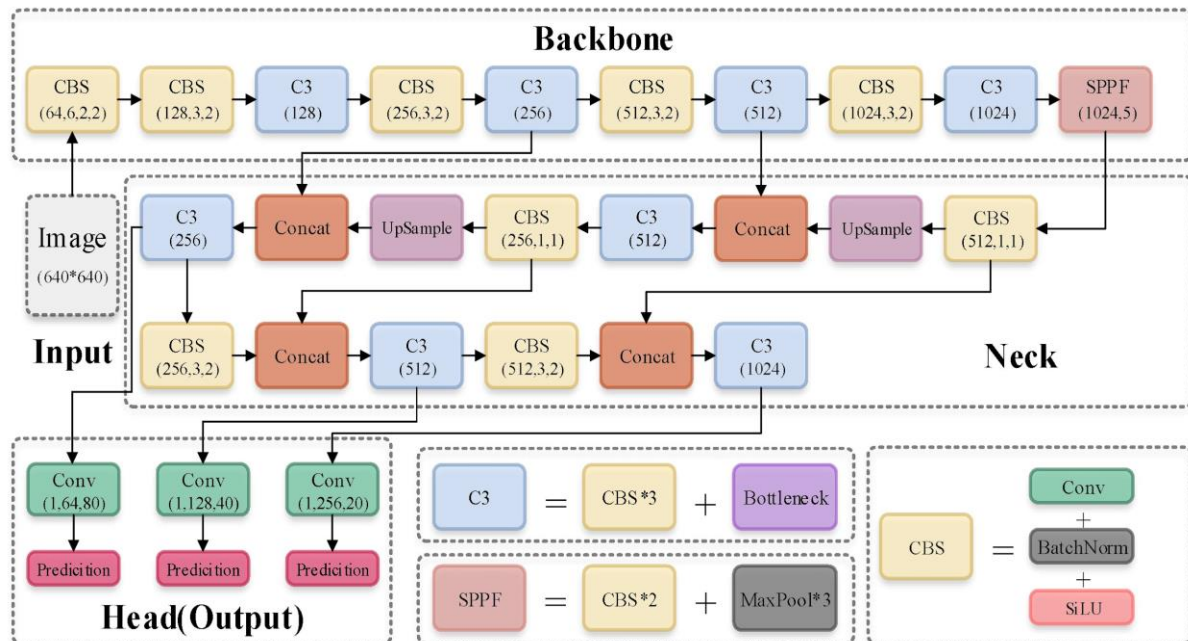 Backbone
CBS
(64,6,2,2)
CBS
(128,3,2)
C3
(128)
CBS
(256,3,2)
C3
(256)
CBS
(512,3,2)
C3
(512)
CBS
(1024,3,2)
C3
(1024)
SPPF
(1024,5)
Image
(640*640)
Input
C3
(256)
Concat
UpSample
CBS
(256,1,1)
C3
(512)
Concat
UpSample
CBS
(512,1,1)
CBS
(256,3,2)
Concat
C3
(512)
CBS
(512,3,2)
Concat
C3
(1024)
Neck
Conv
(1,64,80)
Conv
(1,128,40)
Conv
(1,256,20)
Predicition
Predicition
Predicition
Head(Output)
C3
=
CBS*3
+
Bottleneck
SPPF
=
CBS*2
+
MaxPool*3
CBS
=
Conv
+
BatchNorm
+
SiLU